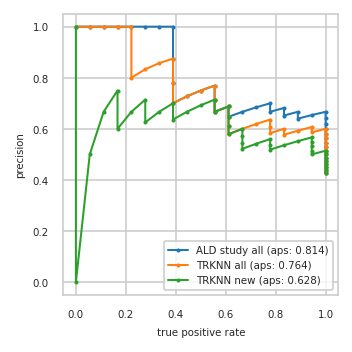 1.0
0.8
0.6
0.4
0.2
0.0
precision
0.0 0.2 0.4 0.6 0.8 1.0
true positive rate
ALD study all (aps: 0.814)
TRKNN all (aps: 0.764)
TRKNN new (aps: 0.628)